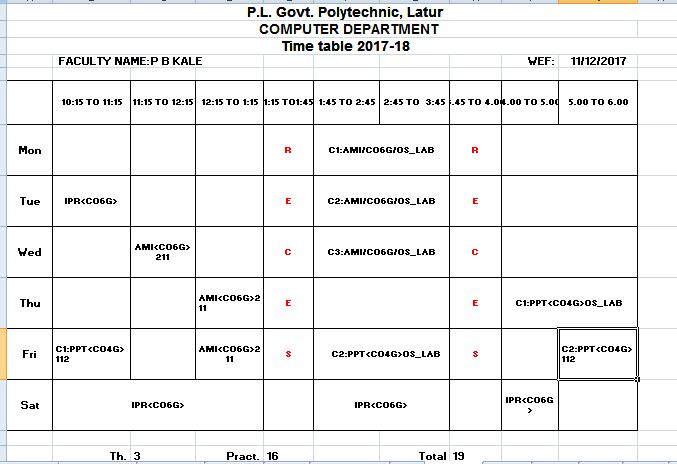 P.L. Govt. Polytechnic, Latur
COMPUTER DEPARTMENT
Time table 2017-18
FACULTY NAME:P B KALE WEF: 11/12/2017
10:15 TO 11:15 11:15 TO 12:15 12:15 TO 1:15 1:15 TO1:45 1:45 TO 2:45 2:45 TO 3:45 3.45 TO 4.00 4.00 TO 5.00 5.00 TO 6.00
Mon R C1:AMI/CO6G/OS_LAB R
Tue IPR<CO6G> E C2:AMI/CO6G/OS_LAB E
Wed AMI<CO6G> 211 C C3:AMI/CO6G/OS_LAB C
Thu AMI<CO6G>211 E E C1:PPT<CO4G>OS_LAB
Fri C1:PPT<CO4G> 112 AMI<CO6G>211 S C2:PPT<CO4G>OS_LAB S C2:PPT<CO4G> 112
Sat IPR<CO6G> IPR<CO6G> IPR<CO6G>
Th. 3 Pract. 16 Total 19